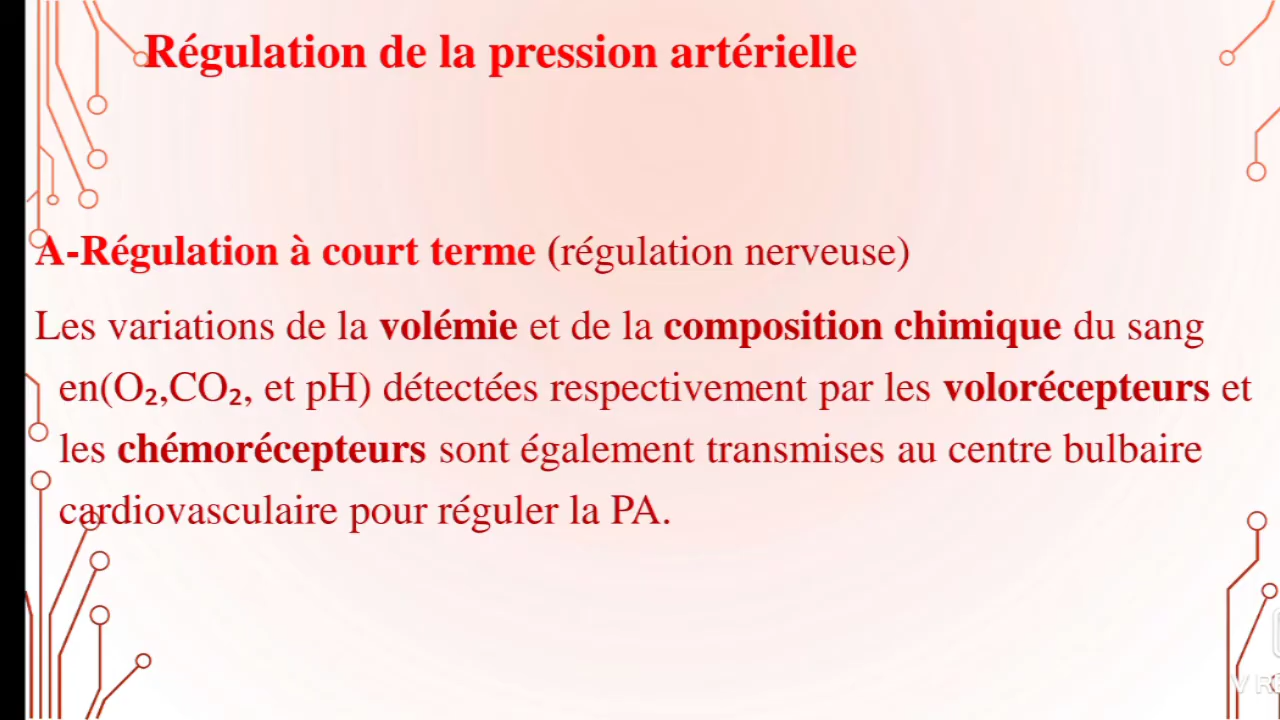 Régulation de la pression artérielle
A-Régulation à court terme (régulation nerveuse)
Les variations de la volémie et de la composition chimique du sang
en(O₂,CO₂, et pH) détectées respectivement par les volorécepteurs et
les chémorécepteurs sont également transmises au centre bulbaire
cardiovasculaire pour réguler la PA.